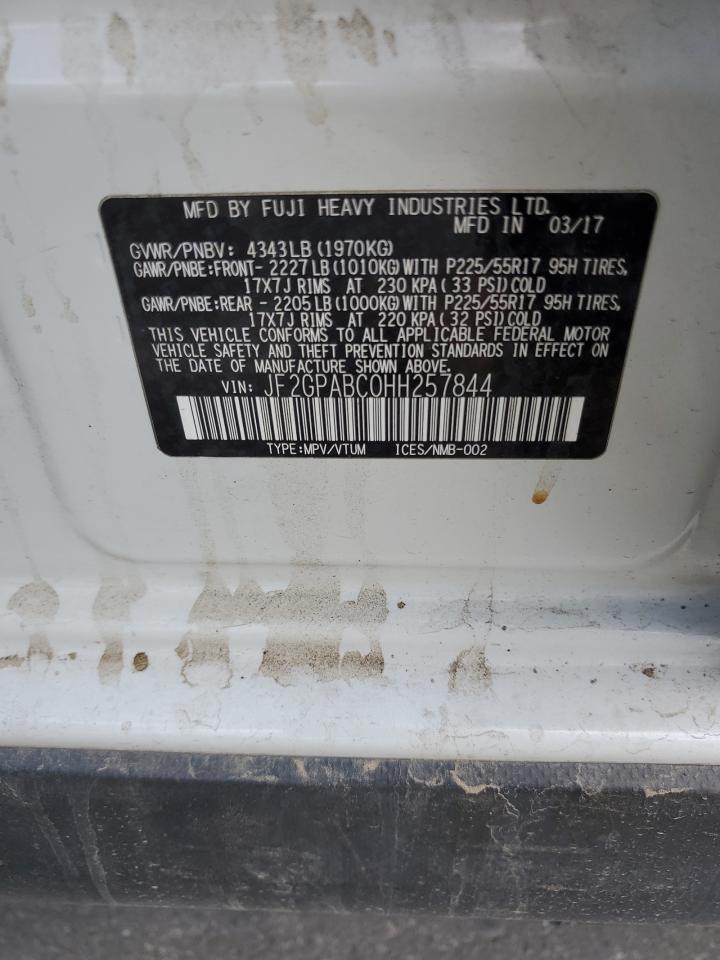 MFD BY FUJI HEAVY INDUSTRIES LTD.
MFD IN 03/17
GVWR/PNBV: 4343LB(1970KG)
GAWR/PNBE:FRONT- 2227LB(1010KG)WITH P225/55R17 95H TIRES,
17X7J RIMS AT 230 KPA(33 PSI)COLD
GAWR/PNBE:REAR - 2205LB(1000KG)WITH P225/55R17 95H TIRES,
17X7J RIMS AT 220 KPA(32 PSI)COLD
THIS VEHICLE CONFORMS TO ALL APPLICABLE FEDERAL MOTOR
VEHICLE SAFETY AND THEFT PREVENTION STANDARDS IN EFFECT ON
THE DATE OF MANUFACTURE SHOWN ABOVE.
VIN: JF2GPABC0HH257844
TYPE:MPV/VTUM ICES/NMB-002